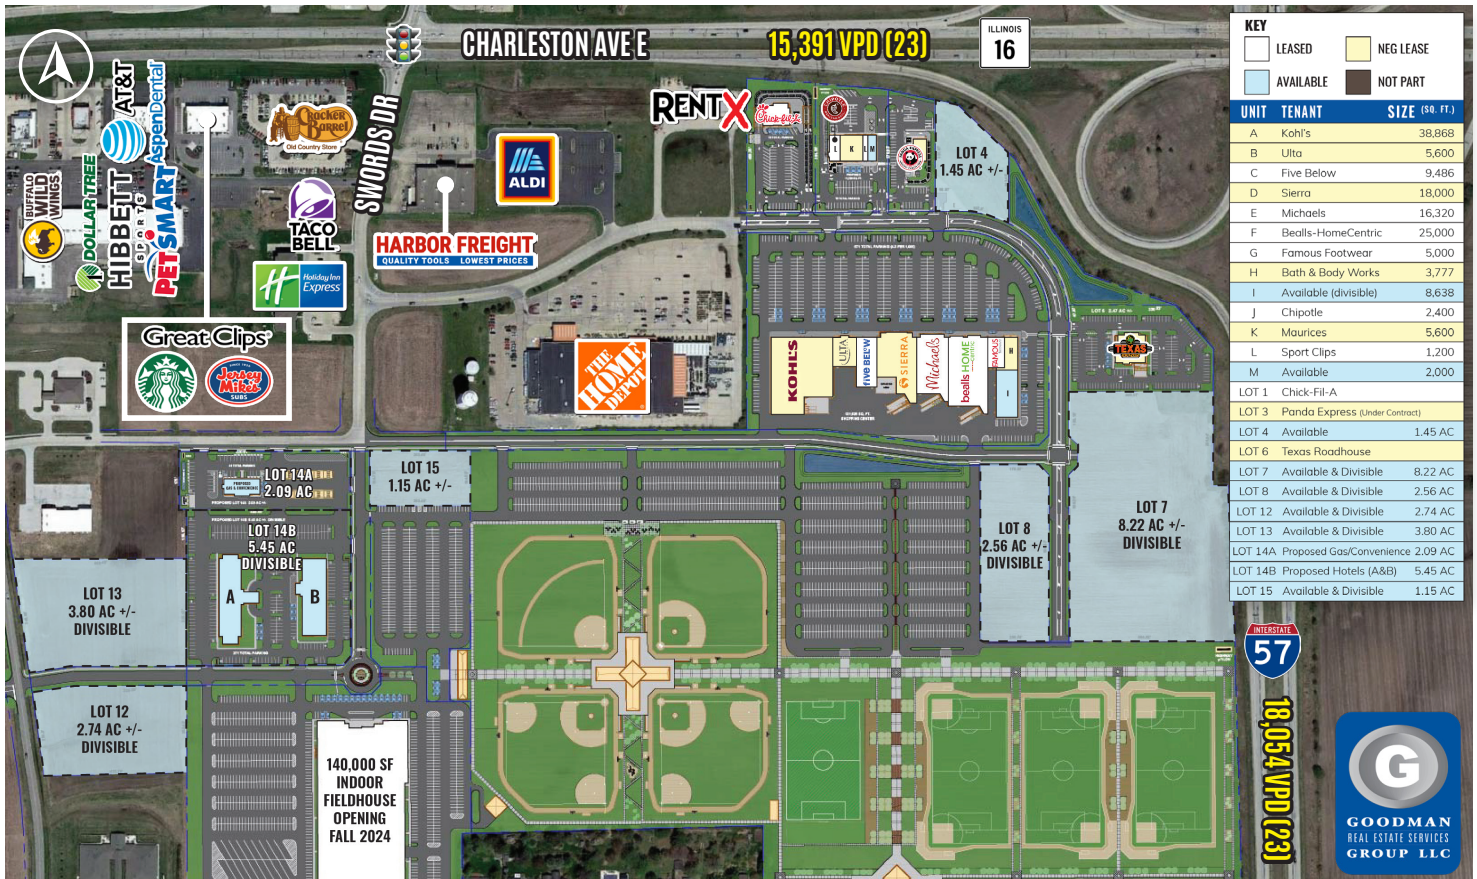 CHARLESTON AVE E
15,391 VPD (23)
ILLINOIS
16
SWORDS DR
BUFFALO
WILD
WINGS
DOLLAR TREE
HIBBETT
SPORTS
AT&T
PETSMART
AspenDental
Cracker
Barrel
Old Country Store
TACO
BELL
Holiday Inn
Express
Great Clips
Jersey
Mike's
SUBS
HARBOR FREIGHT
QUALITY TOOLS LOWEST PRICES
ALDI
RENTX
Chick-fil-A
L
K
L M
LOT 4
1.45 AC +/-
THE
HOME
DEPOT
KOHL'S
ULTA
five BELOW
SIERRA
Michaels
bealls HOME
Centric
FAMOUS
H
I
TEXAS
LOT 14A
2.09 AC
LOT 14B
5.45 AC
DIVISIBLE
A
B
LOT 15
1.15 AC +/-
LOT 8
2.56 AC +/-
DIVISIBLE
LOT 7
8.22 AC +/-
DIVISIBLE
LOT 13
3.80 AC +/-
DIVISIBLE
LOT 12
2.74 AC +/-
DIVISIBLE
140,000 SF
INDOOR
FIELDHOUSE
OPENING
FALL 2024
KEY
LEASED
NEG LEASE
AVAILABLE
NOT PART
UNIT TENANT SIZE (SQ. FT.)
A Kohl's 38,868
B Ulta 5,600
C Five Below 9,486
D Sierra 18,000
E Michaels 16,320
F Bealls-HomeCentric 25,000
G Famous Footwear 5,000
H Bath & Body Works 3,777
I Available (divisible) 8,638
J Chipotle 2,400
K Maurices 5,600
L Sport Clips 1,200
M Available 2,000
LOT 1 Chick-Fil-A
LOT 3 Panda Express (Under Contract)
LOT 4 Available 1.45 AC
LOT 6 Texas Roadhouse
LOT 7 Available & Divisible 8.22 AC
LOT 8 Available & Divisible 2.56 AC
LOT 12 Available & Divisible 2.74 AC
LOT 13 Available & Divisible 3.80 AC
LOT 14A Proposed Gas/Convenience 2.09 AC
LOT 14B Proposed Hotels (A&B) 5.45 AC
LOT 15 Available & Divisible 1.15 AC
INTERSTATE
57
18,054 VPD (23)
G
GOODMAN
REAL ESTATE SERVICES
GROUP LLC